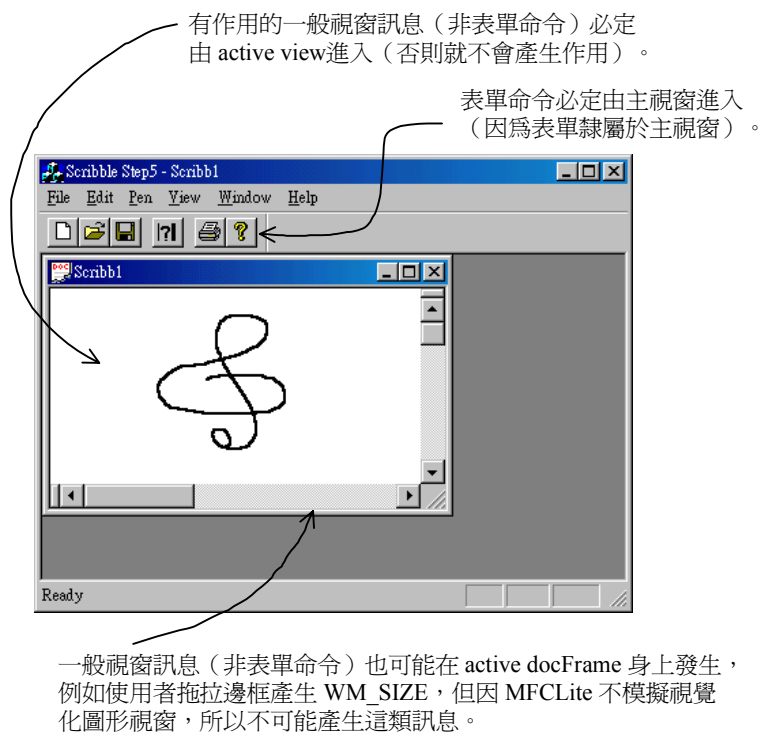 有作用的一般視窗訊息（非表單命令）必定
由 active view進入（否則就不會產生作用）。
表單命令必定由主視窗進入
（因為表單隸屬於主視窗）。
Scribble Step5 - Scribb1
File Edit Pen View Window Help
DOC Scribb1
Ready
一般視窗訊息（非表單命令）也可能在 active docFrame 身上發生，
例如使用者拖拉邊框產生 WM_SIZE，但因 MFCLite 不模擬視覺
化圖形視窗，所以不可能產生這類訊息。